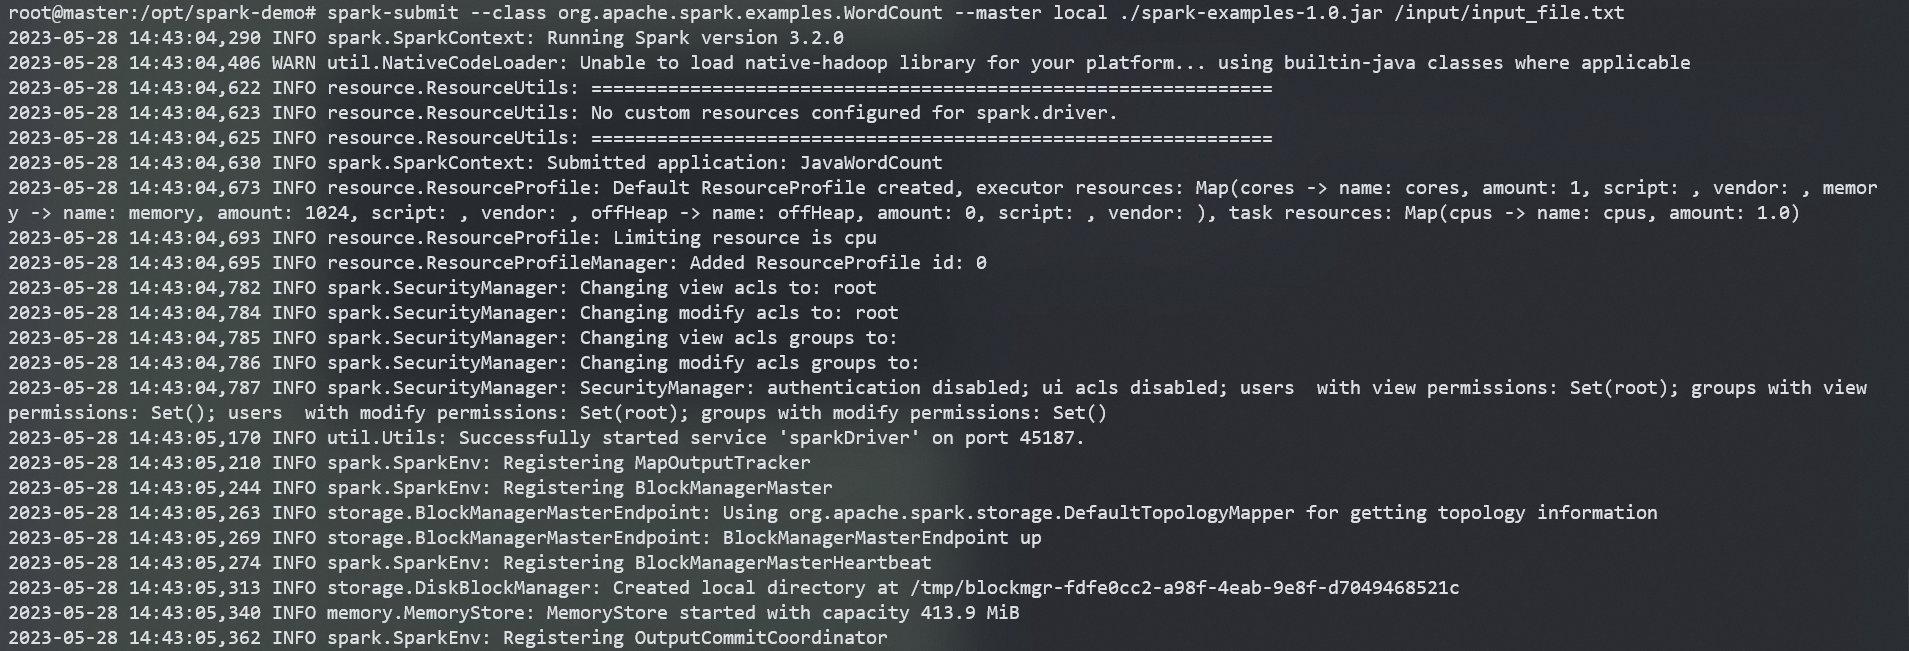 root@master:/opt/spark-demo# spark-submit --class org.apache.spark.examples.WordCount --master local ./spark-examples-1.0.jar /input/input_file.txt
2023-05-28 14:43:04,290 INFO spark.SparkContext: Running Spark version 3.2.0
2023-05-28 14:43:04,406 WARN util.NativeCodeLoader: Unable to load native-hadoop library for your platform... using builtin-java classes where applicable
2023-05-28 14:43:04,622 INFO resource.ResourceUtils: ==============================================================
2023-05-28 14:43:04,623 INFO resource.ResourceUtils: No custom resources configured for spark.driver.
2023-05-28 14:43:04,625 INFO resource.ResourceUtils: ==============================================================
2023-05-28 14:43:04,630 INFO spark.SparkContext: Submitted application: JavaWordCount
2023-05-28 14:43:04,673 INFO resource.ResourceProfile: Default ResourceProfile created, executor resources: Map(cores -> name: cores, amount: 1, script: , vendor: , memor
y -> name: memory, amount: 1024, script: , vendor: , offHeap -> name: offHeap, amount: 0, script: , vendor: ), task resources: Map(cpus -> name: cpus, amount: 1.0)
2023-05-28 14:43:04,693 INFO resource.ResourceProfile: Limiting resource is cpu
2023-05-28 14:43:04,695 INFO resource.ResourceProfileManager: Added ResourceProfile id: 0
2023-05-28 14:43:04,782 INFO spark.SecurityManager: Changing view acls to: root
2023-05-28 14:43:04,784 INFO spark.SecurityManager: Changing modify acls to: root
2023-05-28 14:43:04,785 INFO spark.SecurityManager: Changing view acls groups to:
2023-05-28 14:43:04,786 INFO spark.SecurityManager: Changing modify acls groups to:
2023-05-28 14:43:04,787 INFO spark.SecurityManager: SecurityManager: authentication disabled; ui acls disabled; users  with view permissions: Set(root); groups with view
permissions: Set(); users  with modify permissions: Set(root); groups with modify permissions: Set()
2023-05-28 14:43:05,170 INFO util.Utils: Successfully started service 'sparkDriver' on port 45187.
2023-05-28 14:43:05,210 INFO spark.SparkEnv: Registering MapOutputTracker
2023-05-28 14:43:05,244 INFO spark.SparkEnv: Registering BlockManagerMaster
2023-05-28 14:43:05,263 INFO storage.BlockManagerMasterEndpoint: Using org.apache.spark.storage.DefaultTopologyMapper for getting topology information
2023-05-28 14:43:05,269 INFO storage.BlockManagerMasterEndpoint: BlockManagerMasterEndpoint up
2023-05-28 14:43:05,274 INFO spark.SparkEnv: Registering BlockManagerMasterHeartbeat
2023-05-28 14:43:05,313 INFO storage.DiskBlockManager: Created local directory at /tmp/blockmgr-fdfe0cc2-a98f-4eab-9e8f-d7049468521c
2023-05-28 14:43:05,340 INFO memory.MemoryStore: MemoryStore started with capacity 413.9 MiB
2023-05-28 14:43:05,362 INFO spark.SparkEnv: Registering OutputCommitCoordinator